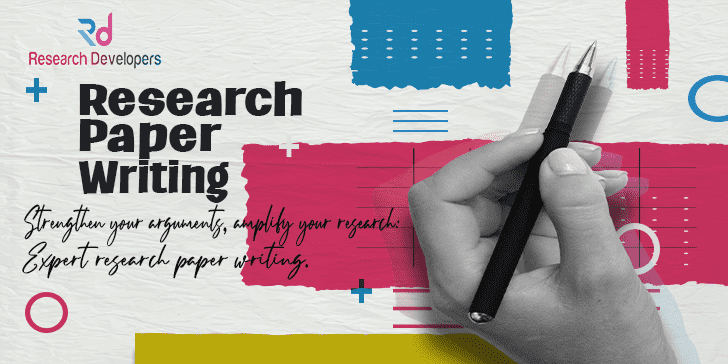 Rd
Research Developers
Research
Paper
Writing
Strengthen your arguments, amplify your research:
Expert research paper writing.